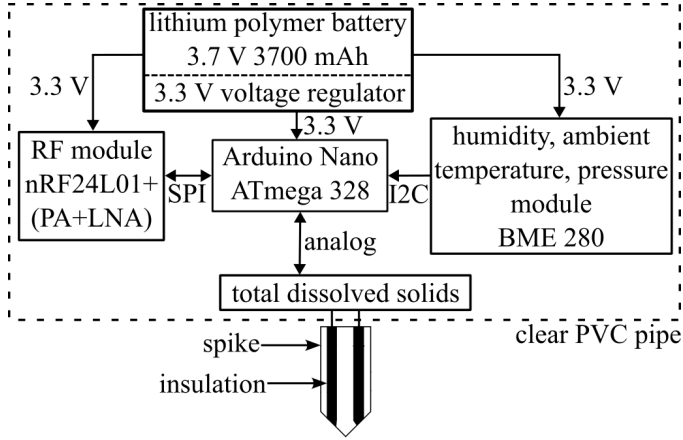 lithium polymer battery
3.7 V 3700 mAh
3.3 V voltage regulator
3.3 V
3.3 V
3.3 V
RF module
nRF24L01+
(PA+LNA)
SPI
Arduino Nano
ATmega 328
I2C
humidity, ambient
temperature, pressure
module
BME 280
analog
total dissolved solids
clear PVC pipe
spike
insulation